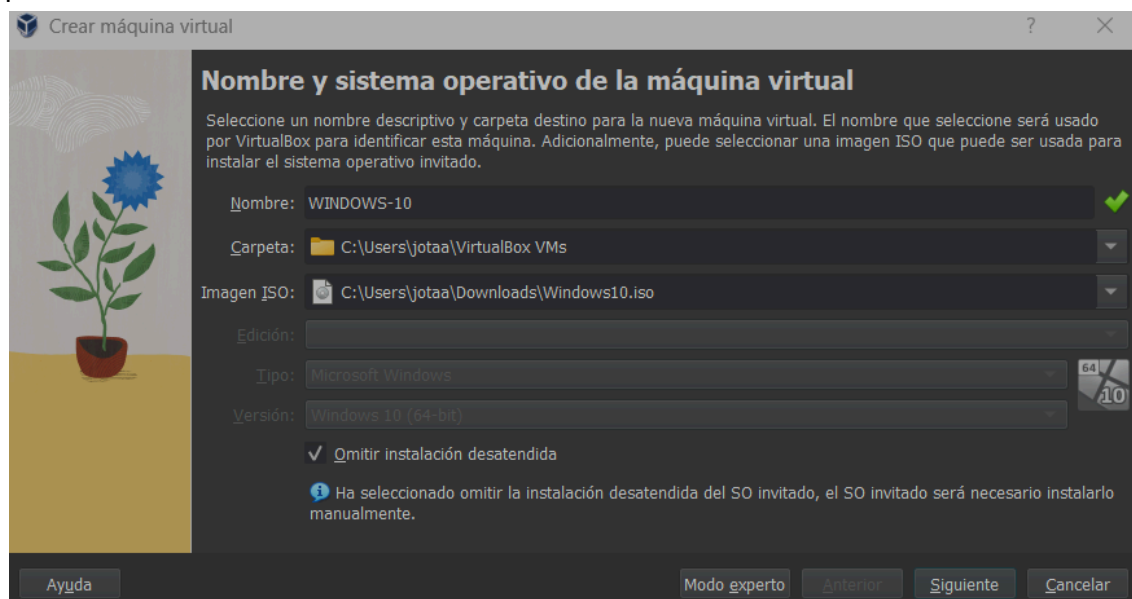 Crear máquina virtual
?
Nombre y sistema operativo de la máquina virtual
Seleccione un nombre descriptivo y carpeta destino para la nueva máquina virtual. El nombre que seleccione será usado
por VirtualBox para identificar esta máquina. Adicionalmente, puede seleccionar una imagen ISO que puede ser usada para
instalar el sistema operativo invitado.
Nombre: WINDOWS-10
Carpeta: C:\Users\jotaa\VirtualBox VMs
Imagen ISO: C:\Users\jotaa\Downloads\Windows10.iso
Edición:
Tipo: Microsoft Windows
64
10
Versión: Windows 10 (64-bit)
Omitir instalación desatendida
Ha seleccionado omitir la instalación desatendida del SO invitado, el SO invitado será necesario instalarlo
manualmente.
Ayuda Modo experto Anterior Siguiente Cancelar